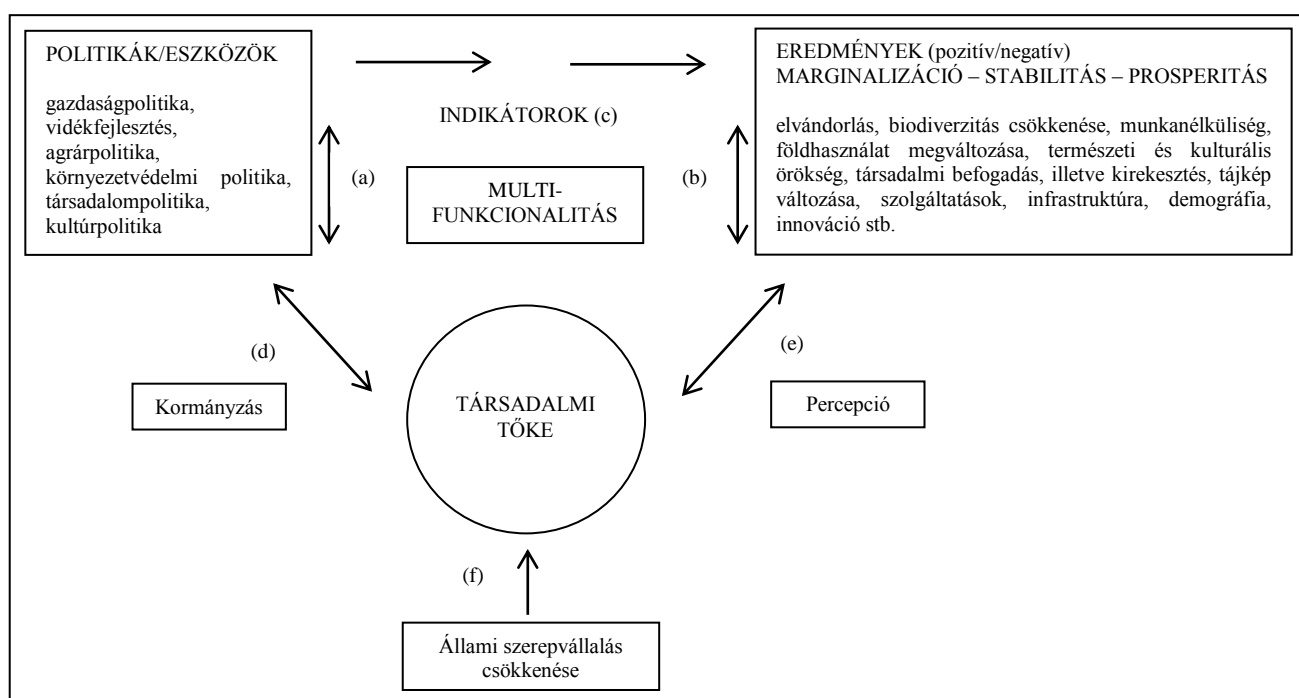 POLITIKÁK/ESZKÖZÖK
gazdaságpolitika,
vidékfejlesztés,
agrárpolitika,
környezetvédelmi politika,
társadalompolitika,
kultúrpolitika
(a)
INDIKÁTOROK (c)
MULTI-
FUNKCIONALITÁS
(b)
EREDMÉNYEK (pozitív/negatív)
MARGINALIZÁCIÓ – STABILITÁS – PROSPERITÁS
elvándorlás, biodiverzitás csökkenése, munkanélküliség,
földhasználat megváltozása, természeti és kulturális
örökség, társadalmi befogadás, illetve kirekesztés, tájkép
változása, szolgáltatások, infrastruktúra, demográfia,
innováció stb.
(d)
Kormányzás
TÁRSADALMI
TŐKE
(e)
Percepció
(f)
Állami szerepvállalás
csökkenése